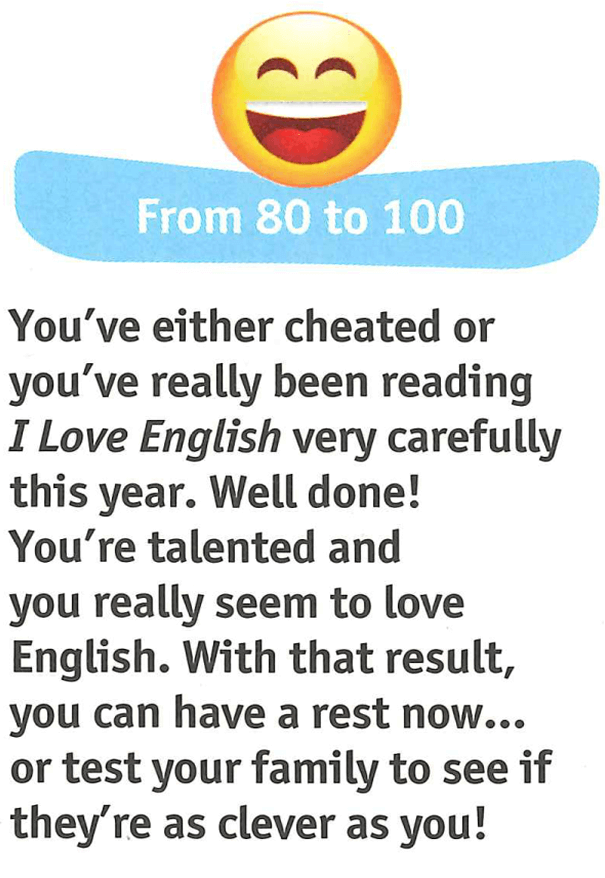 From 80 to 100
You've either cheated or
you've really been reading
I Love English very carefully
this year. Well done!
You're talented and
you really seem to love
English. With that result,
you can have a rest now...
or test your family to see if
they're as clever as you!